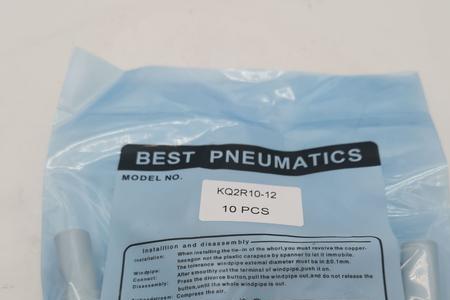 BEST PNEUMATICS
MODEL NO.
KQ2R10-12
10 PCS
Installtion and disassembly
Installation: When installing the tie-in of the whorl,you must revolve the copper-
hexagon not the plastic carapace by spanner to let it immobile.
Windpipe: The tolerance windpipe external diameter must be in ±0.1mm.
Connect: After smoothly cut the terminal of windpipe,push it on.
Disassembly: Press the divorce button,pull the windpipe out,and do not release the
button,until the whole windpipe is out.
Compress the air.